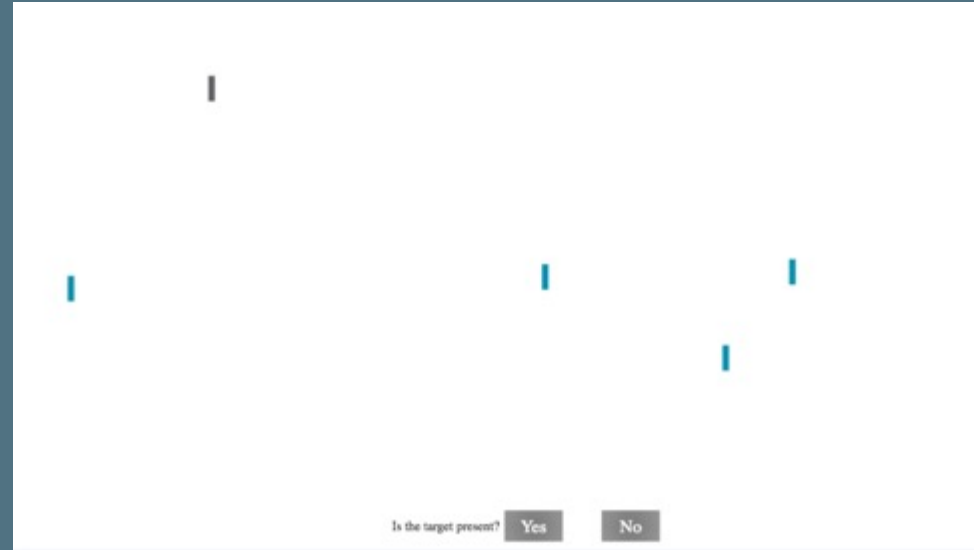 Is the target present? Yes No